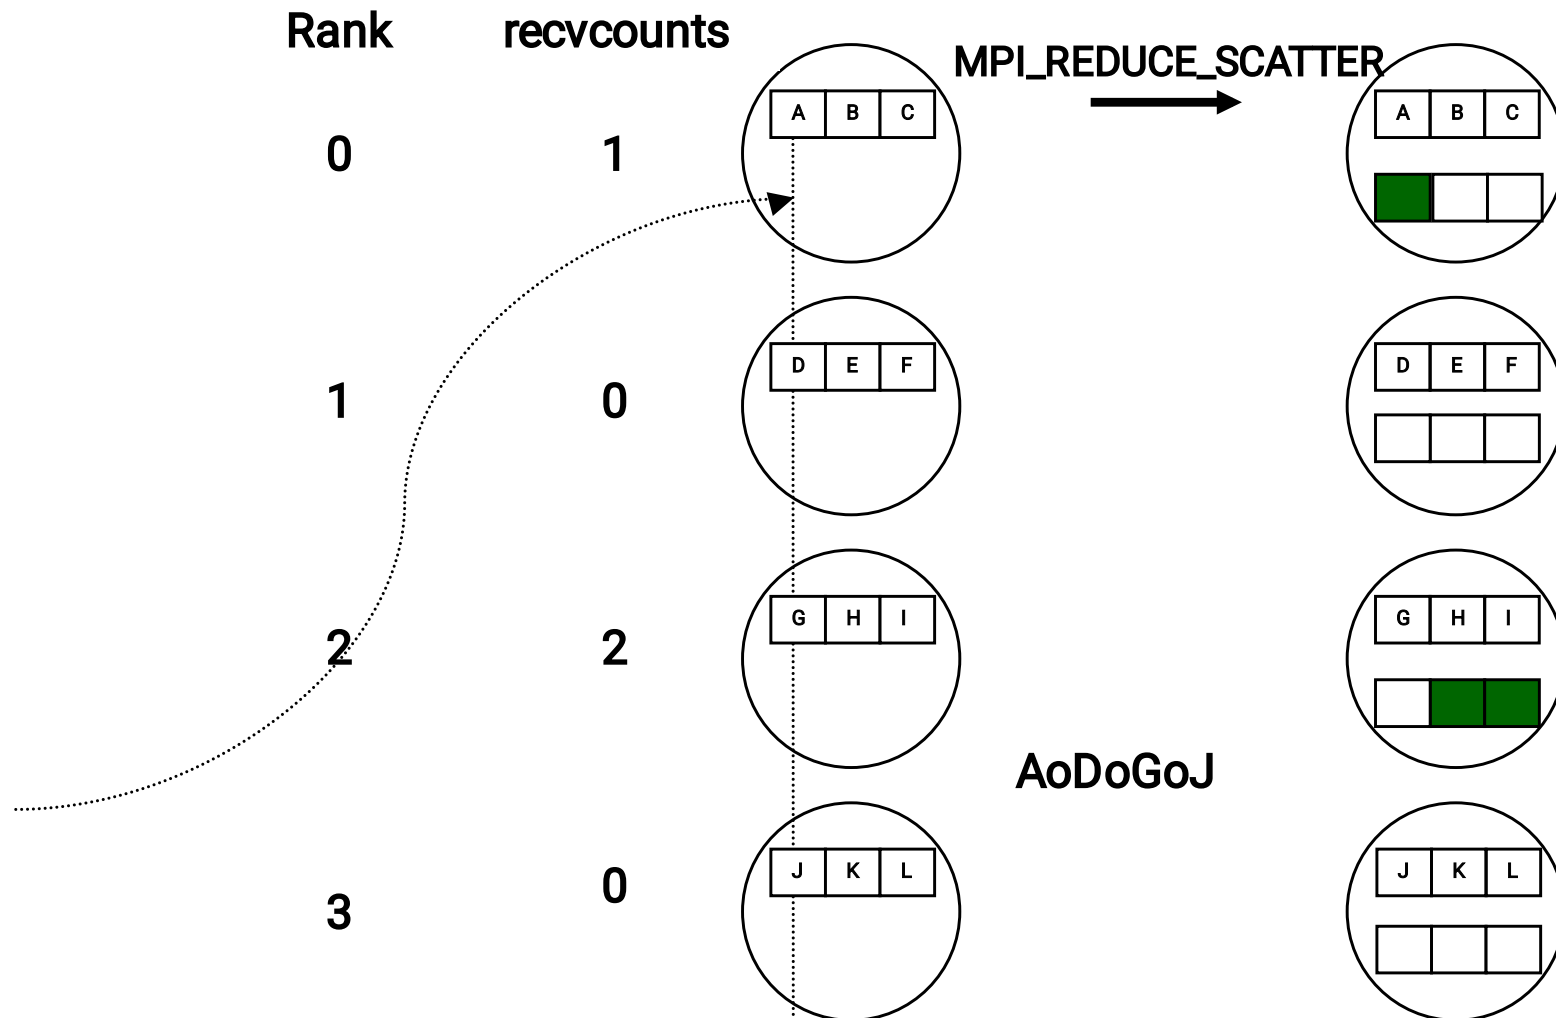 Rank recvcounts
MPI_REDUCE_SCATTER
A B C A B C
0 1
D E F D E F
1 0
G H I G H I
2 2
AoDoGoJ
J K L J K L
3 0